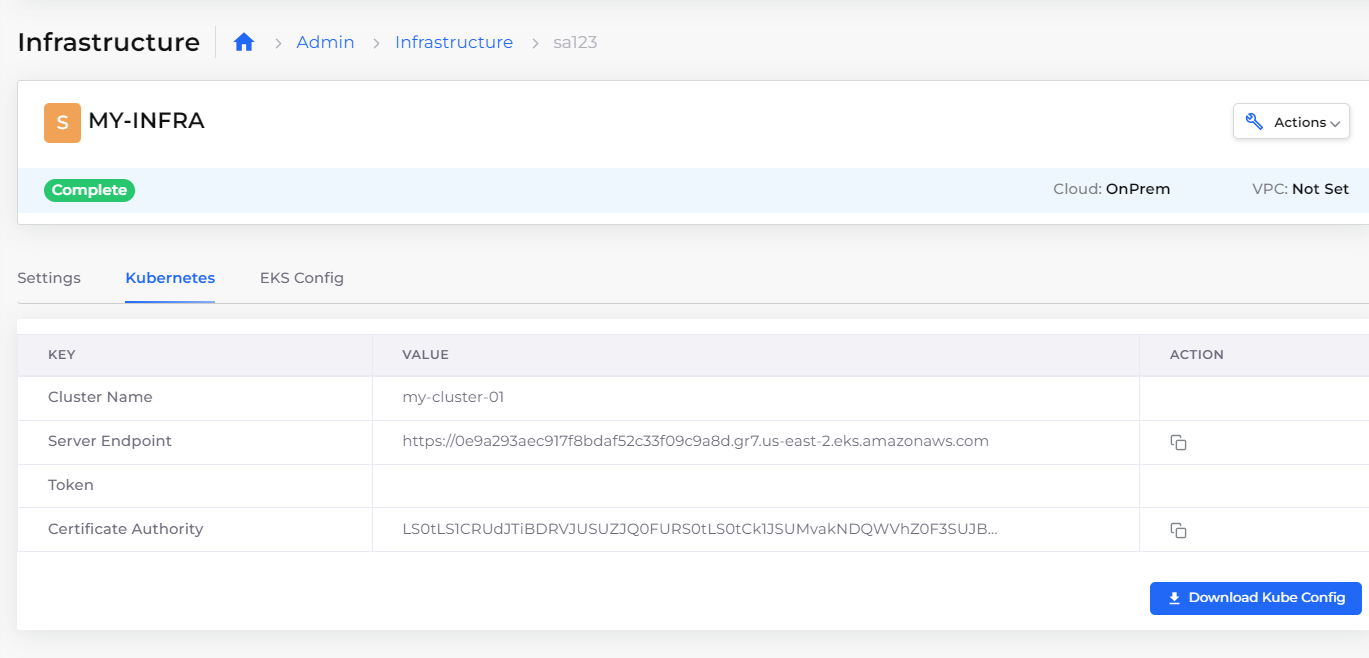 Infrastructure > Admin > Infrastructure > sa123
S MY-INFRA Actions
Complete Cloud: OnPrem VPC: Not Set
Settings Kubernetes EKS Config
KEY VALUE ACTION
Cluster Name my-cluster-01
Server Endpoint https://0e9a293aec917f8bdaf52c33f09c9a8d.gr7.us-east-2.eks.amazonaws.com
Token
Certificate Authority LS0tLS1CRUdJTiBDRVJUSUZJQ0FURS0tLS0tCk1JSUMvakNDQWVhZ0F3SUJB...
Download Kube Config